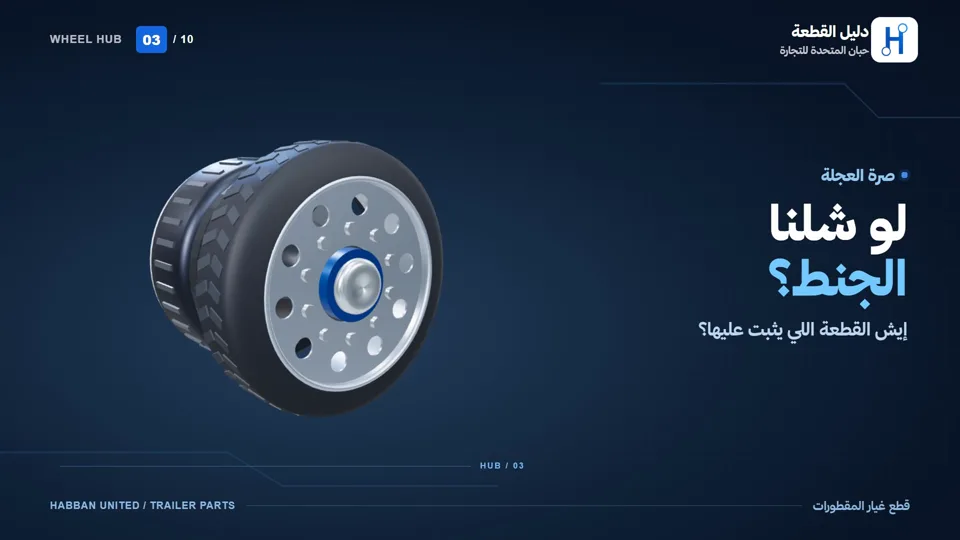 دليل القطعة
حبان المتحدة للتجارة
WHEEL HUB 03 / 10
صرة العجلة
لو شلنا
الجنط؟
إيش القطعة اللي يثبت عليها؟
HUB / 03
HABBAN UNITED / TRAILER PARTS
قطع غيار المقطورات